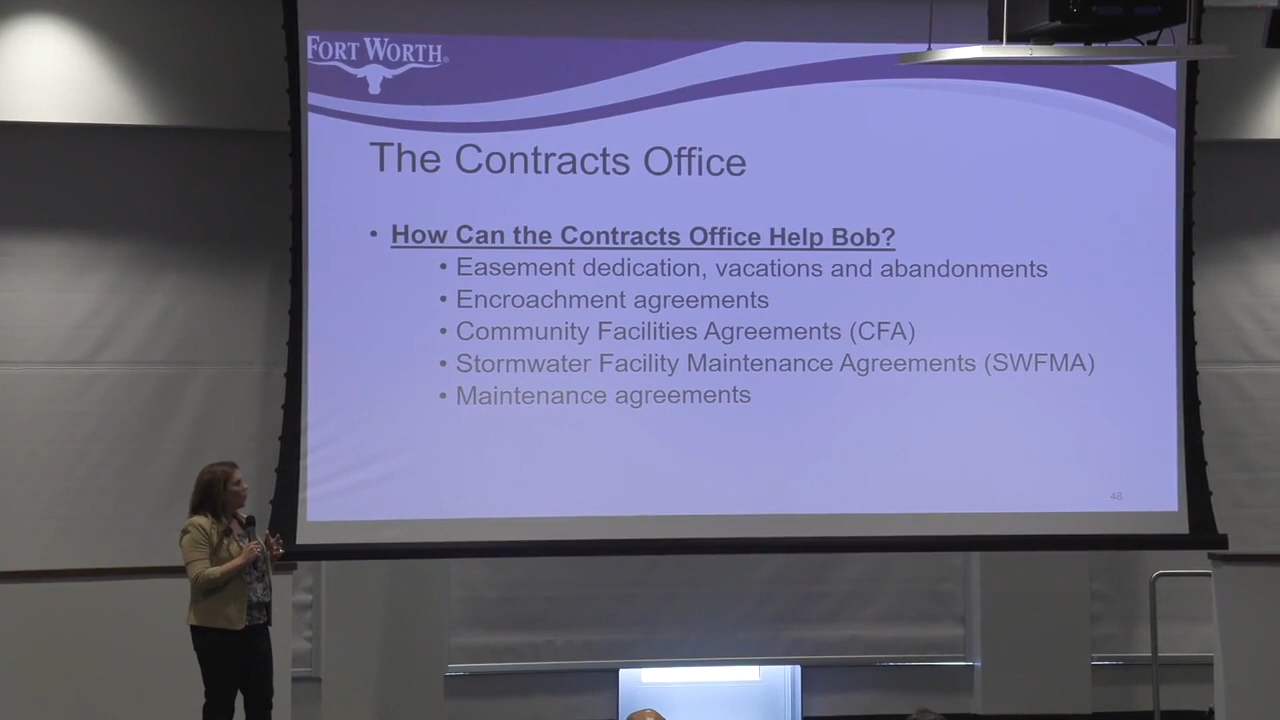 FORT WORTH®
The Contracts Office
• How Can the Contracts Office Help Bob?
• Easement dedication, vacations and abandonments
• Encroachment agreements
• Community Facilities Agreements (CFA)
• Stormwater Facility Maintenance Agreements (SWFMA)
• Maintenance agreements
48